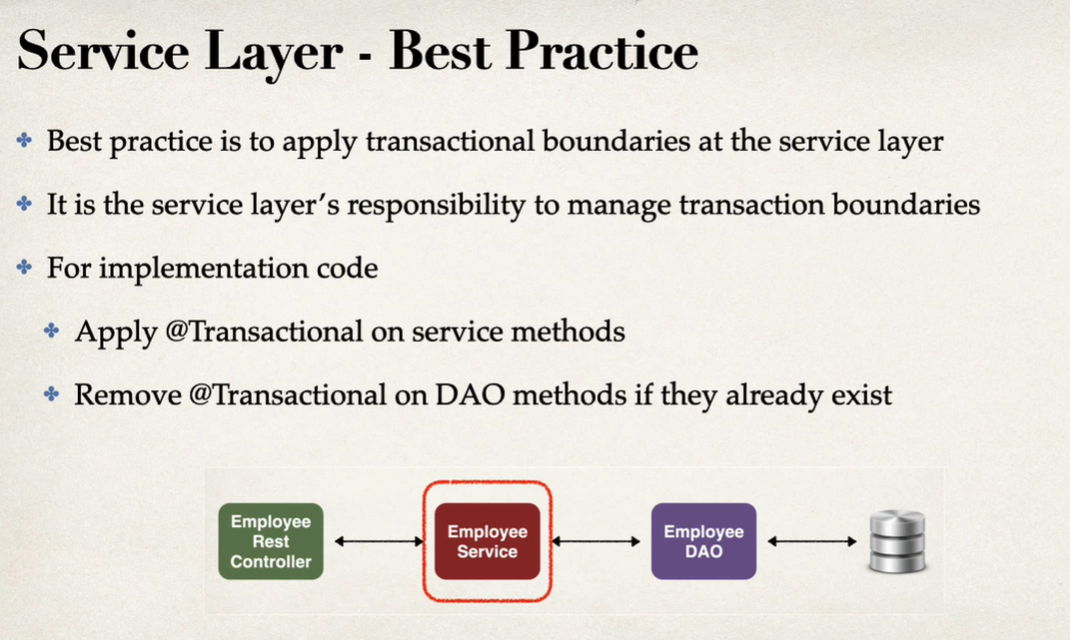 Service Layer - Best Practice
Best practice is to apply transactional boundaries at the service layer
It is the service layer’s responsibility to manage transaction boundaries
For implementation code
Apply @Transactional on service methods
Remove @Transactional on DAO methods if they already exist
Employee
Rest
Controller
Employee
Service
Employee
DAO